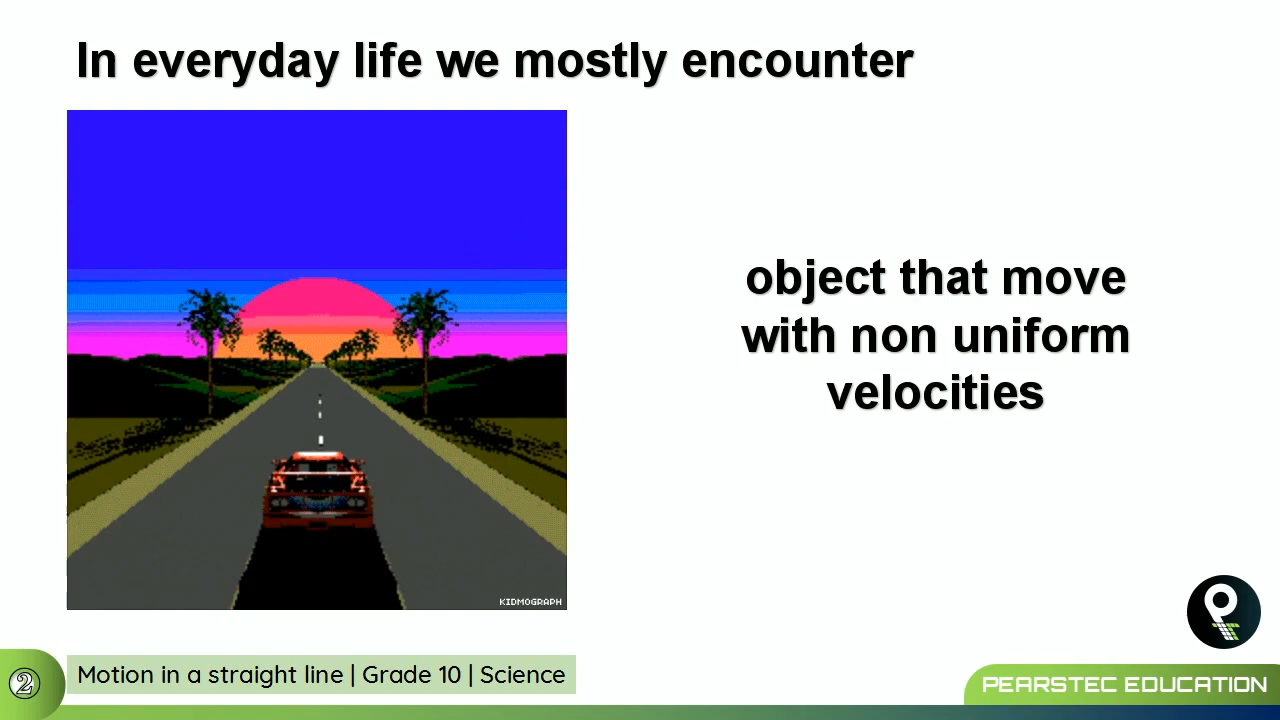 In everyday life we mostly encounter
object that move
with non uniform
velocities
KIDMOGRAPH
2
Motion in a straight line | Grade 10 | Science
PEARSTEC EDUCATION